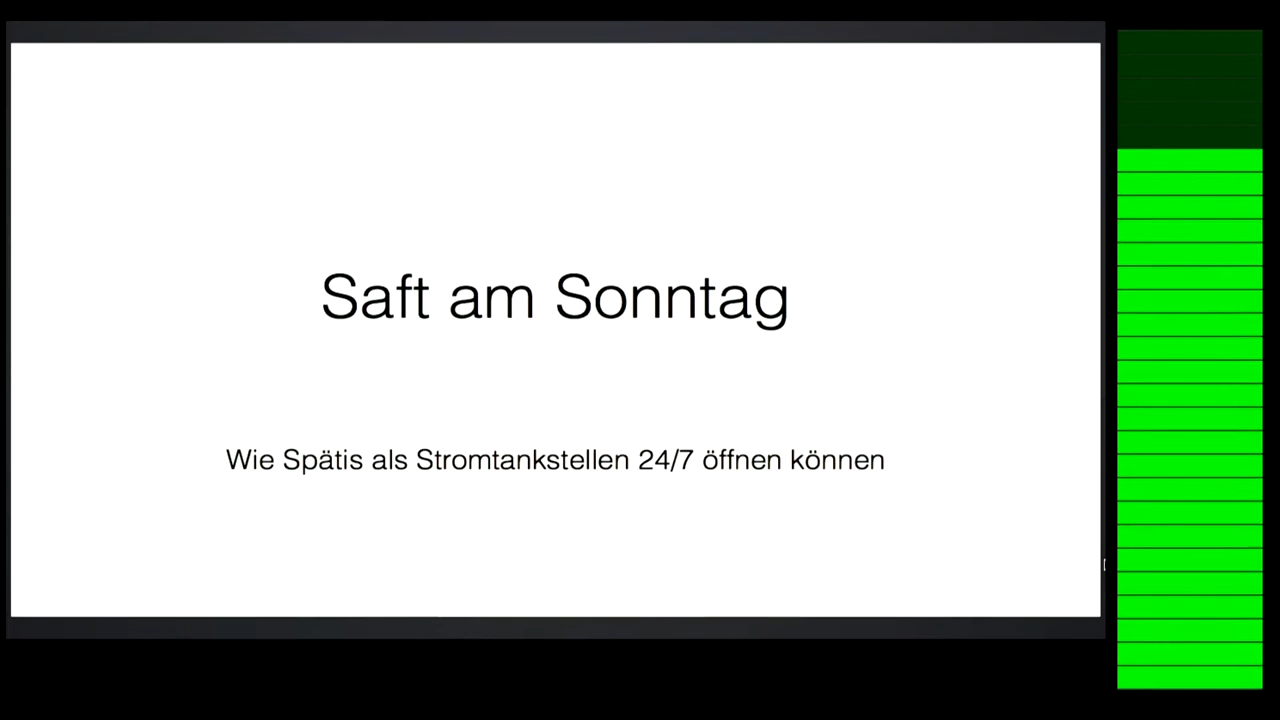 Saft am Sonntag
Wie Spätis als Stromtankstellen 24/7 öffnen können